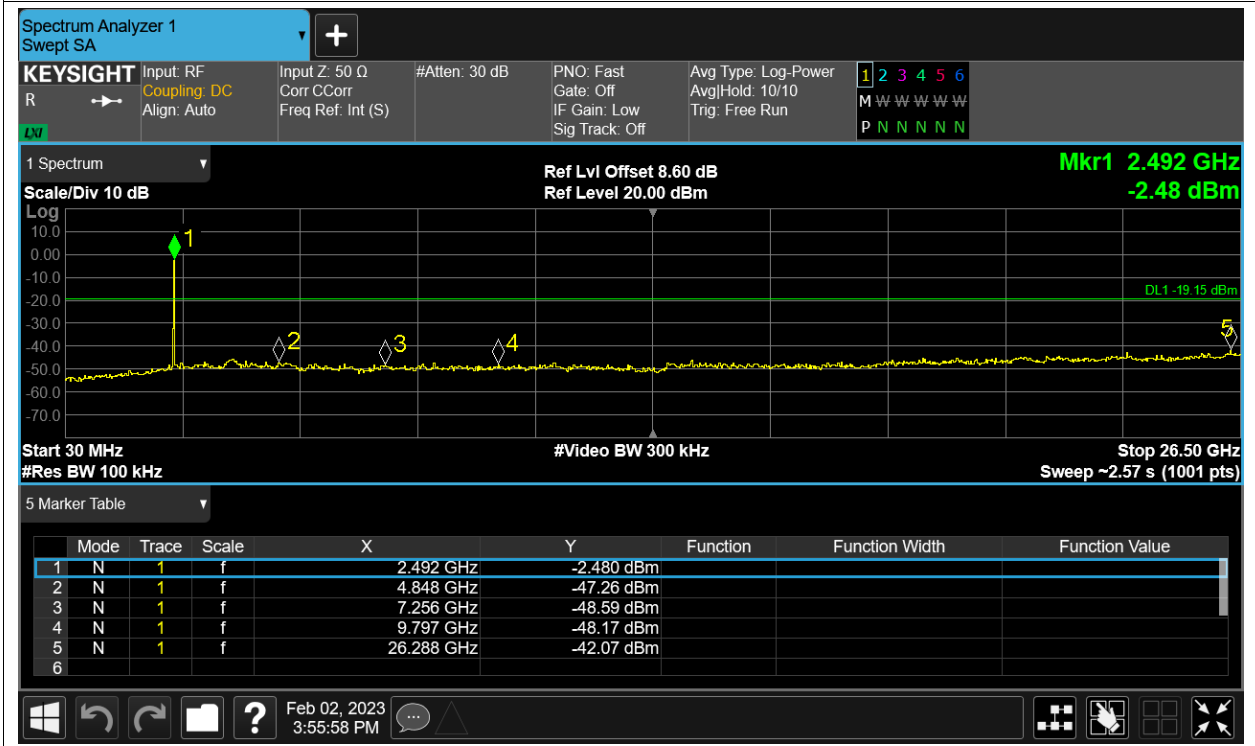 Spectrum Analyzer 1
Swept SA
+
KEYSIGHT
R
LXI
Input: RF
Coupling: DC
Align: Auto
Input Z: 50 Ω
Corr CCorr
Freq Ref: Int (S)
#Atten: 30 dB
PNO: Fast
Gate: Off
IF Gain: Low
Sig Track: Off
Avg Type: Log-Power
Avg|Hold: 10/10
Trig: Free Run
1 2 3 4 5 6
M W W W W W
P N N N N N
1 Spectrum
Scale/Div 10 dB
Ref Lvl Offset 8.60 dB
Ref Level 20.00 dBm
Mkr1 2.492 GHz
-2.48 dBm
Log
10.0
0.00
-10.0
-20.0
-30.0
-40.0
-50.0
-60.0
-70.0
1
2
3
4
5
DL1 -19.15 dBm
Start 30 MHz
#Video BW 300 kHz
Stop 26.50 GHz
#Res BW 100 kHz
Sweep ~2.57 s (1001 pts)
5 Marker Table
Mode Trace Scale X Y Function Function Width Function Value
1 N 1 f 2.492 GHz -2.480 dBm
2 N 1 f 4.848 GHz -47.26 dBm
3 N 1 f 7.256 GHz -48.59 dBm
4 N 1 f 9.797 GHz -48.17 dBm
5 N 1 f 26.288 GHz -42.07 dBm
6
?
Feb 02, 2023
3:55:58 PM